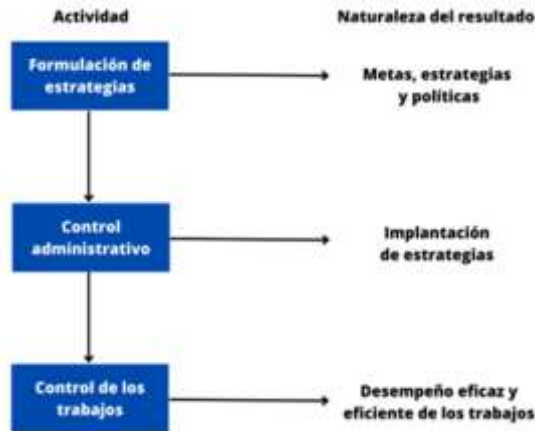 Actividad
Naturaleza del resultado
Formulación de
estrategias
Metas, estrategias
y políticas
Control
administrativo
Implantación
de estrategias
Control de los
trabajos
Desempeño eficaz y
eficiente de los trabajos